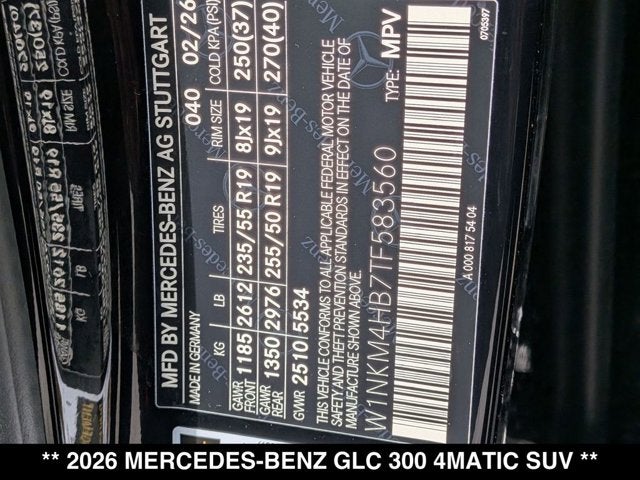 MFD BY MERCEDES-BENZ AG STUTTGART
MADE IN GERMANY 040 02/26
KG LB TIRES RIM SIZE COLD KPA (PSI)
GAWR FRONT 1185 2612 235/55 R19 8Jx19 250(37)
GAWR REAR 1350 2976 255/50 R19 9Jx19 270(40)
GVWR 2510 5534
THIS VEHICLE CONFORMS TO ALL APPLICABLE FEDERAL MOTOR VEHICLE
SAFETY AND THEFT PREVENTION STANDARDS IN EFFECT ON THE DATE OF
MANUFACTURE SHOWN ABOVE.
W1NKM4HB7TF583560 TYPE: MPV
A 000 817 54 04
0705397
Mercedes-Benz
** 2026 MERCEDES-BENZ GLC 300 4MATIC SUV **